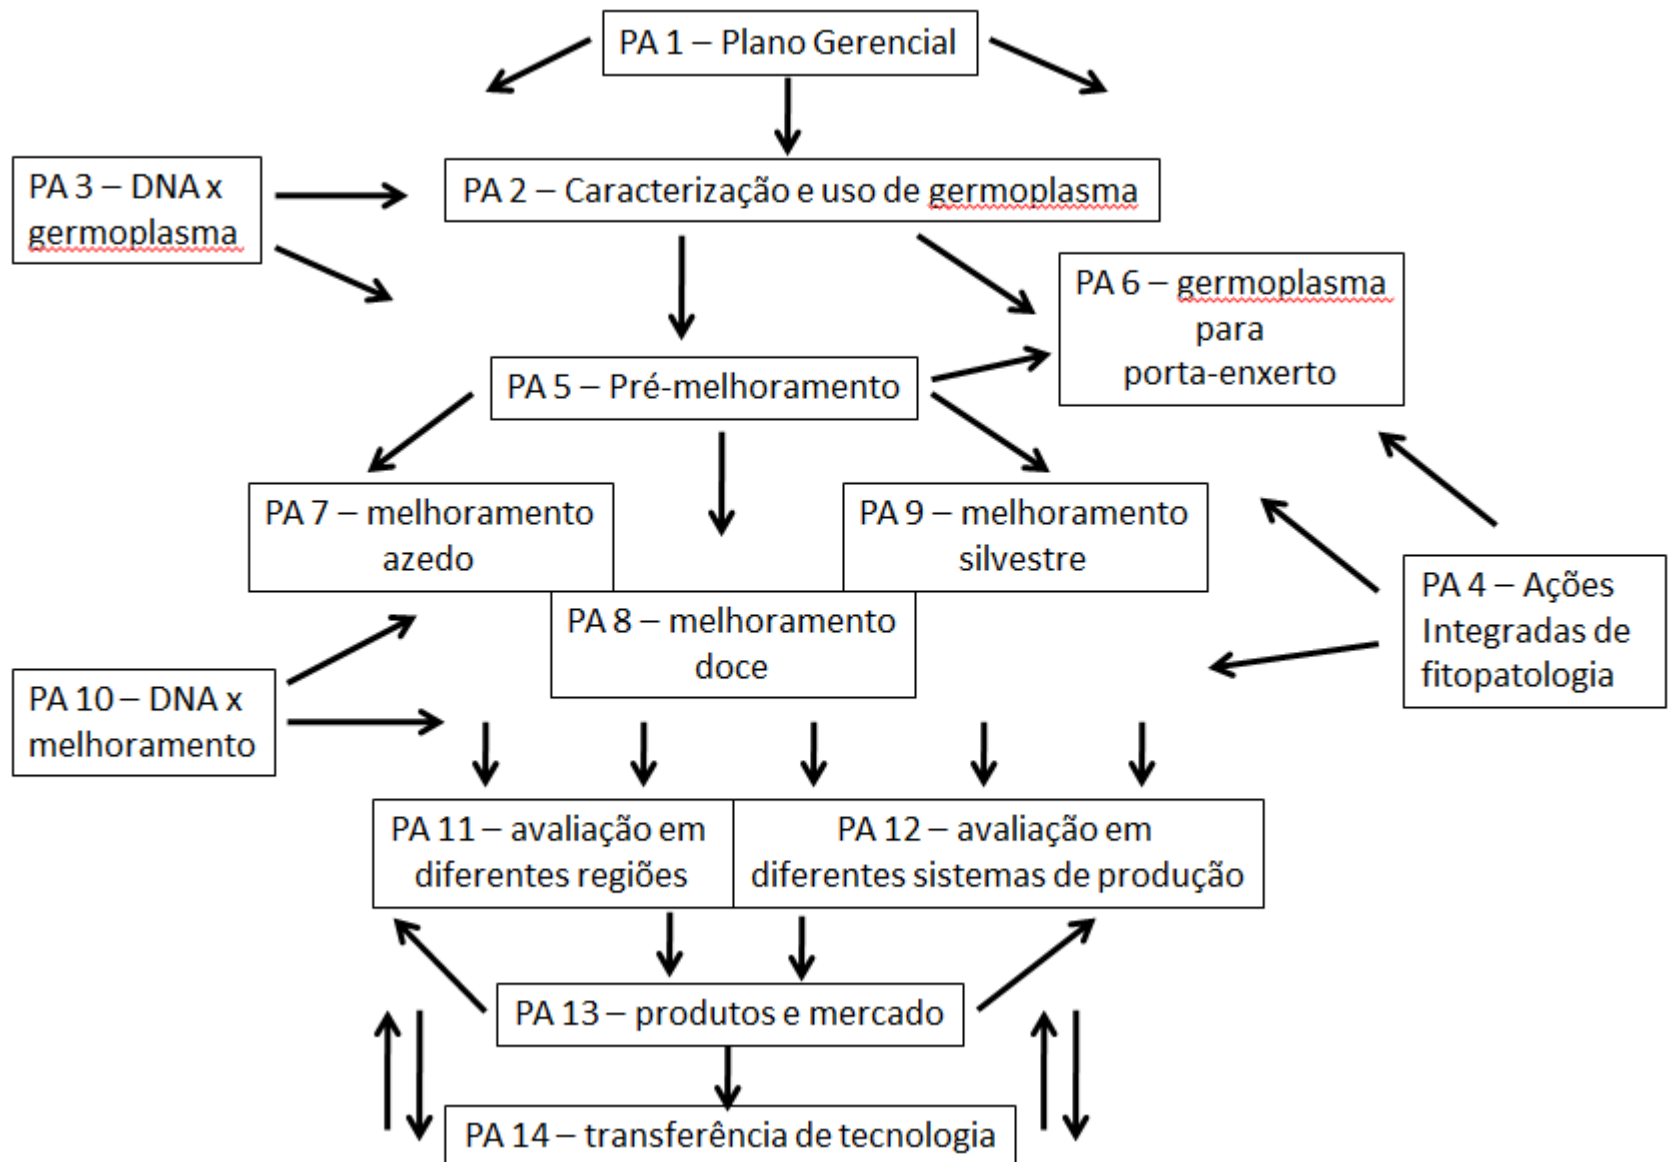 PA 1 – Plano Gerencial
PA 3 – DNA x
germoplasma
PA 2 – Caracterização e uso de germoplasma
PA 6 – germoplasma
para
porta-enxerto
PA 5 – Pré-melhoramento
PA 7 – melhoramento
azedo
PA 9 – melhoramento
silvestre
PA 8 – melhoramento
doce
PA 4 – Ações
Integradas de
fitopatologia
PA 10 – DNA x
melhoramento
PA 11 – avaliação em
diferentes regiões
PA 12 – avaliação em
diferentes sistemas de produção
PA 13 – produtos e mercado
PA 14 – transferência de tecnologia